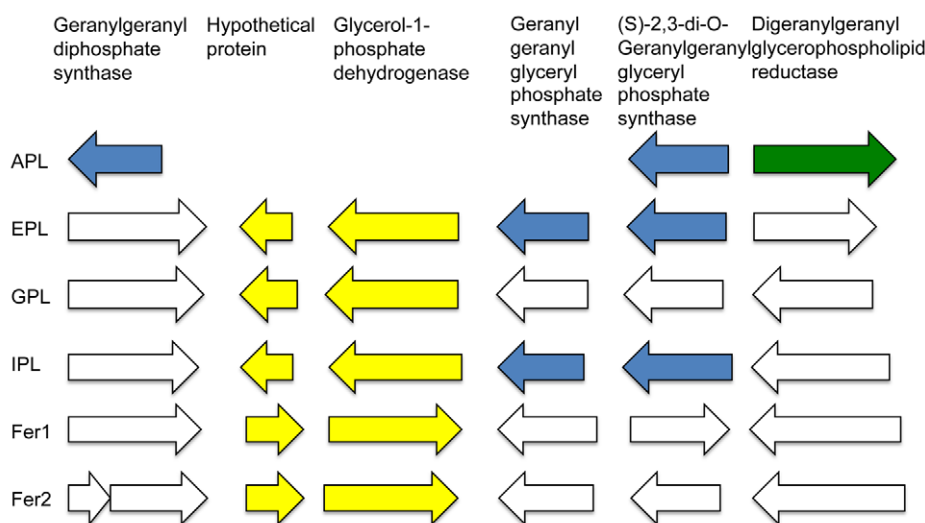 Geranylgeranyl
diphosphate
synthase
Hypothetical
protein
Glycerol-1-
phosphate
dehydrogenase
Geranyl
geranyl
glyceryl
phosphate
synthase
(S)-2,3-di-O-
Geranylgeranyl
glyceryl
phosphate
synthase
Digeranylgeranyl
glycerophospholipid
reductase
APL
EPL
GPL
IPL
Fer1
Fer2